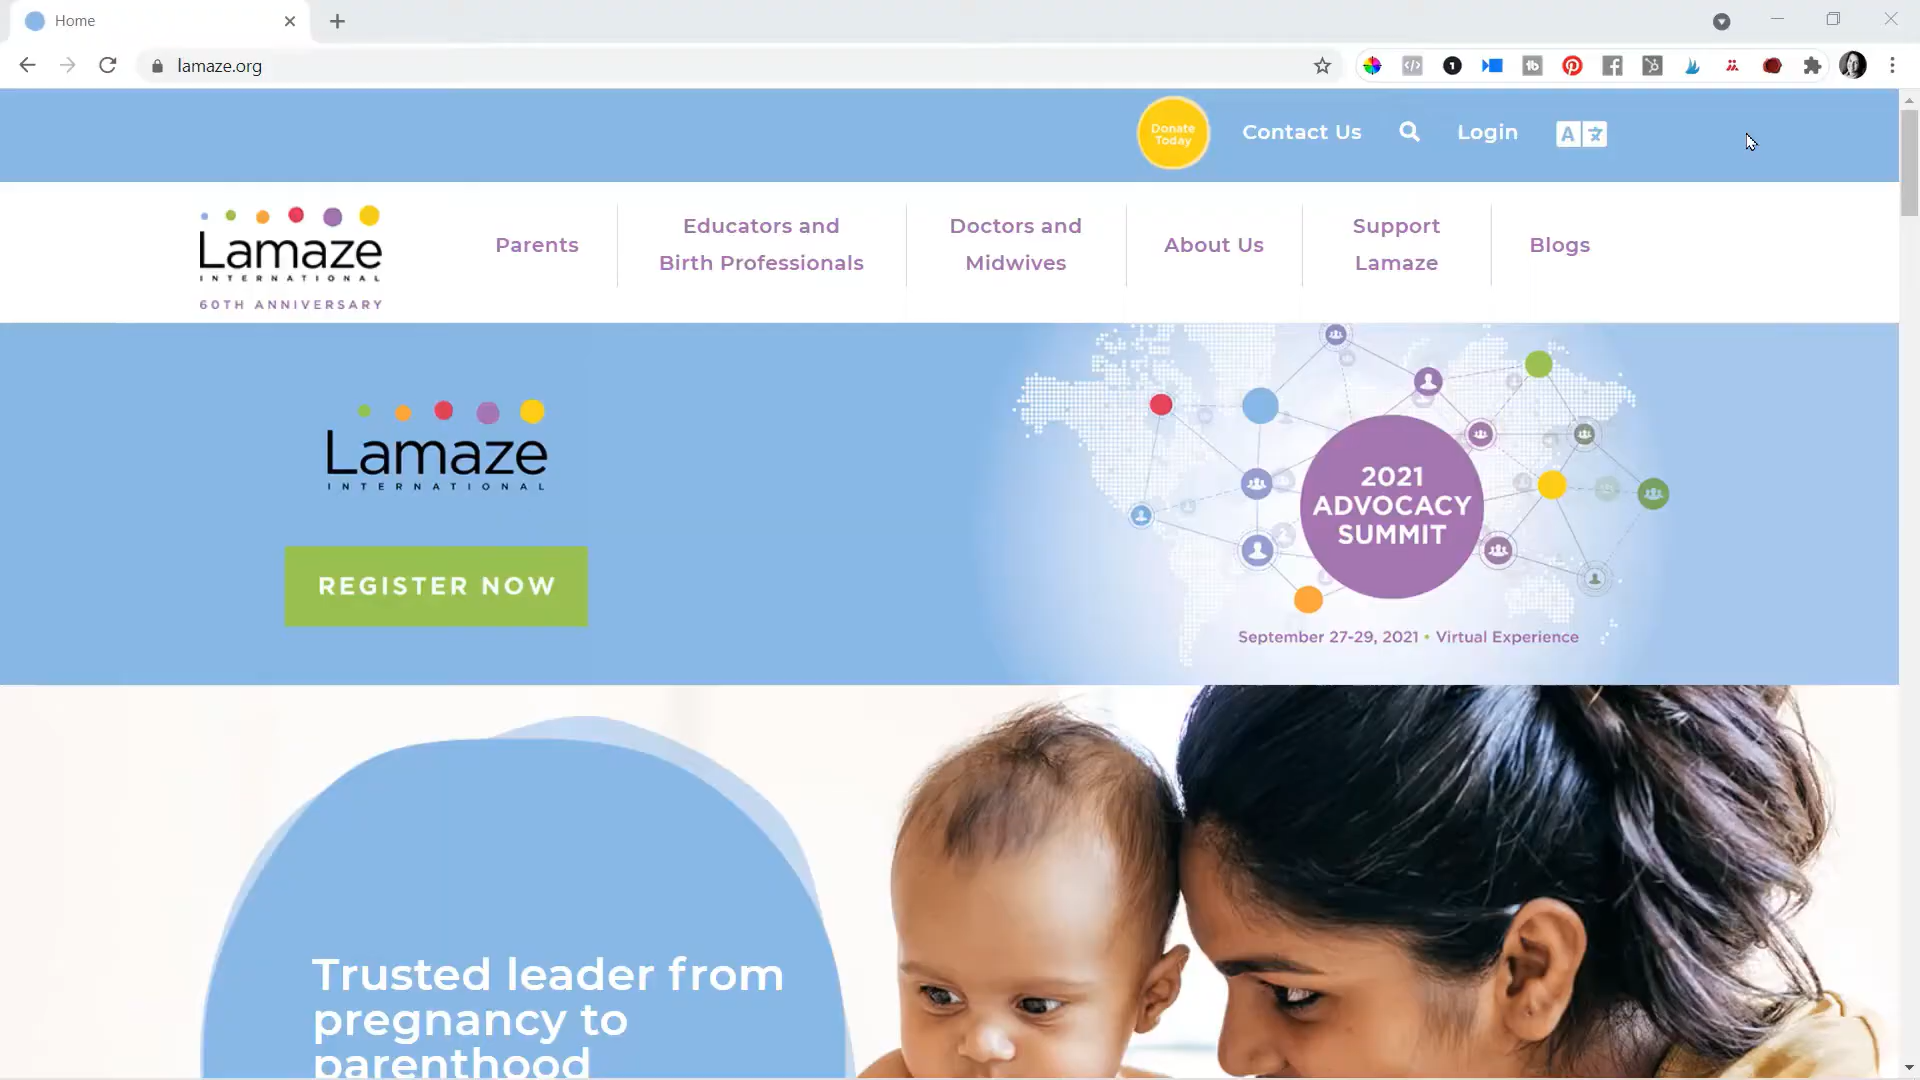 Home
lamaze.org
Donate
Today
Contact Us
Login
Lamaze
INTERNATIONAL
60TH ANNIVERSARY
Parents
Educators and
Birth Professionals
Doctors and
Midwives
About Us
Support
Lamaze
Blogs
Lamaze
INTERNATIONAL
REGISTER NOW
2021
ADVOCACY
SUMMIT
September 27-29, 2021 • Virtual Experience
Trusted leader from
pregnancy to
parenthood